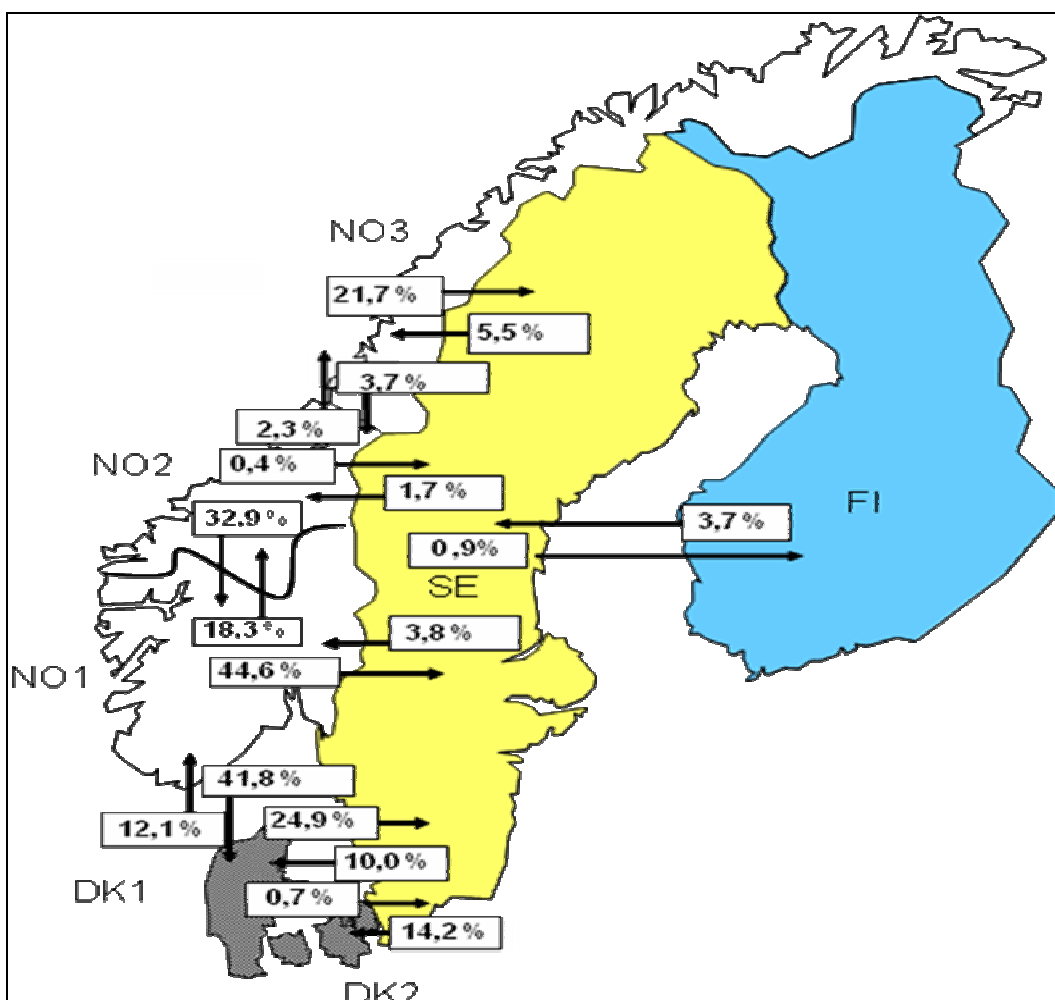 NO3
21,7 %
5,5 %
3,7 %
2,3 %
NO2
0,4 %
1,7 %
32,9 %
3,7 %
FI
0,9%
SE
18,3 %
3,8 %
NO1
44,6 %
41,8 %
12,1 %
24,9 %
10,0 %
DK1
0,7 %
14,2 %
DK2